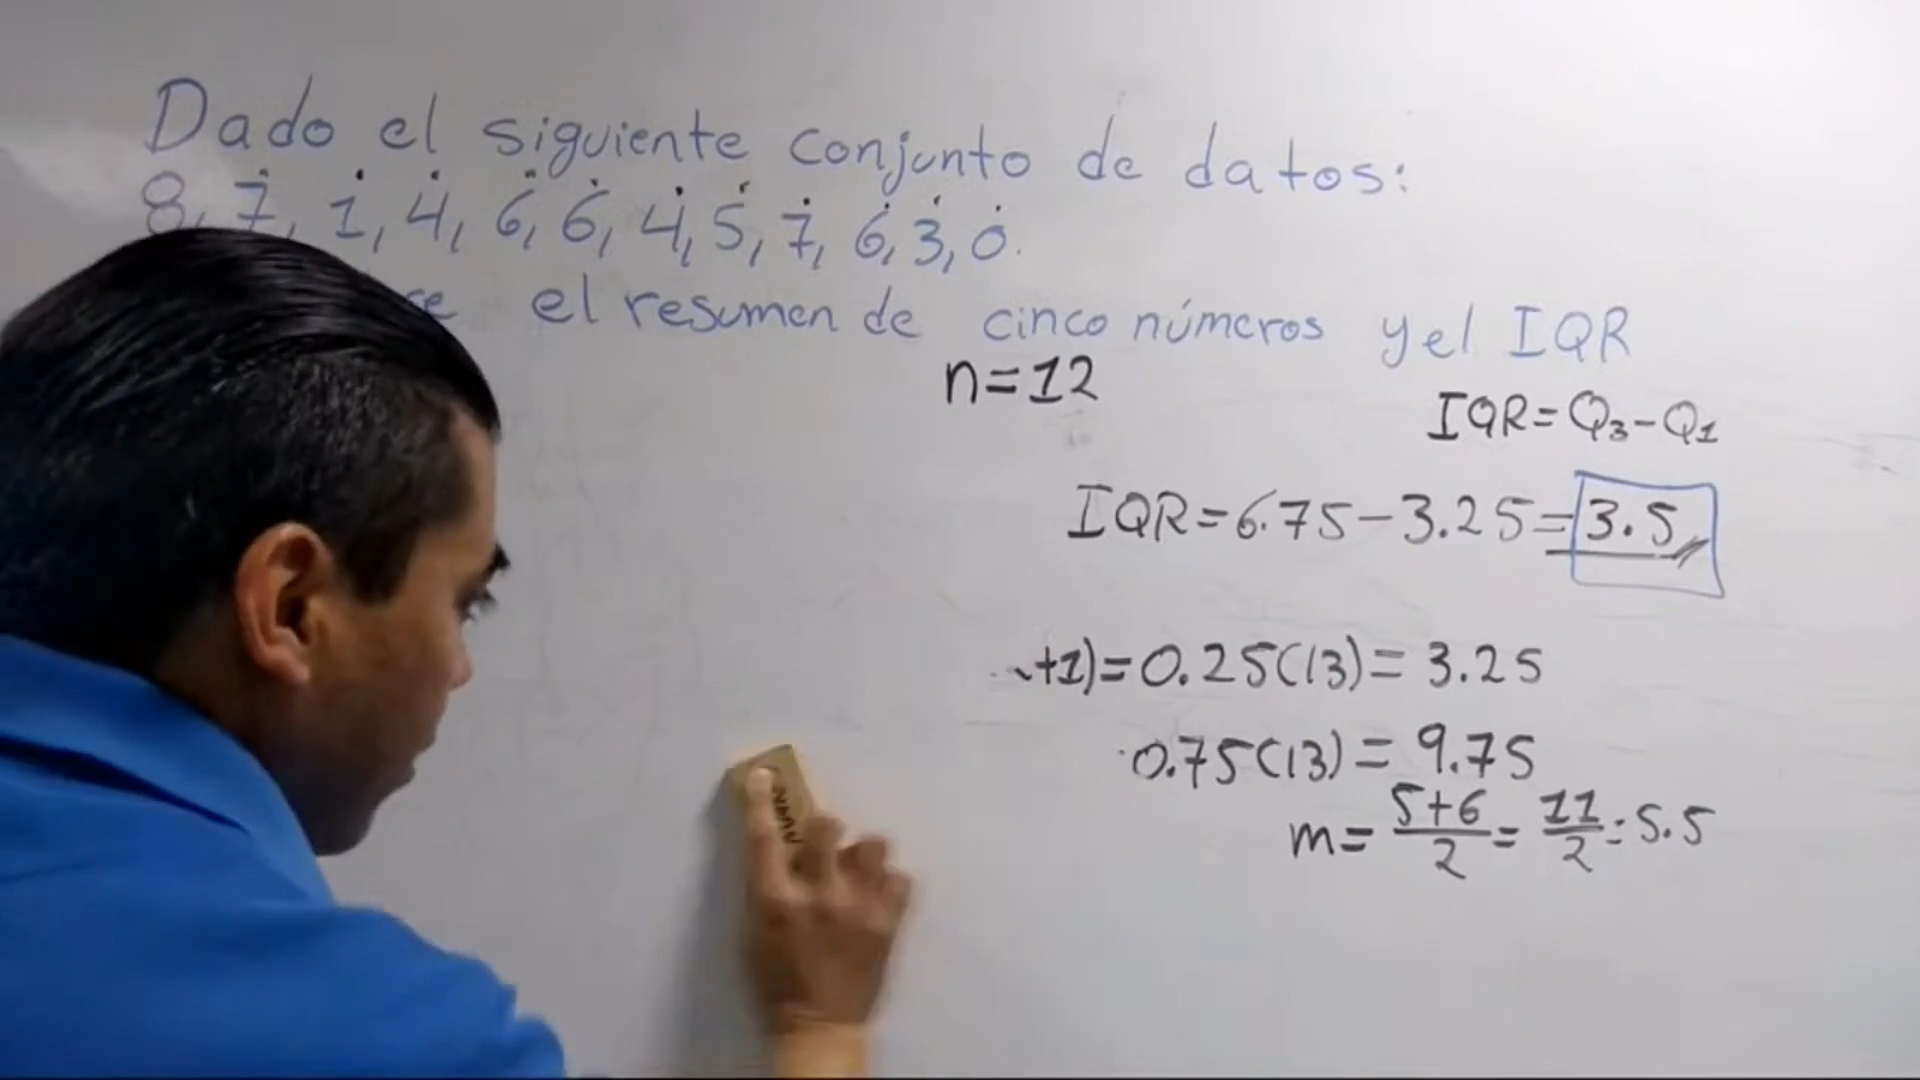 Dado el siguiente conjunto de datos:
8, 7, 1, 4, 6, 6, 4, 5, 7, 6, 3, 0.
el resumen de cinco números y el IQR
n=12
IQR=Q₃-Q₁
IQR=6.75-3.25=3.5
+1)=0.25(13)=3.25
0.75(13)=9.75
m=5+6/2=11/2=5.5